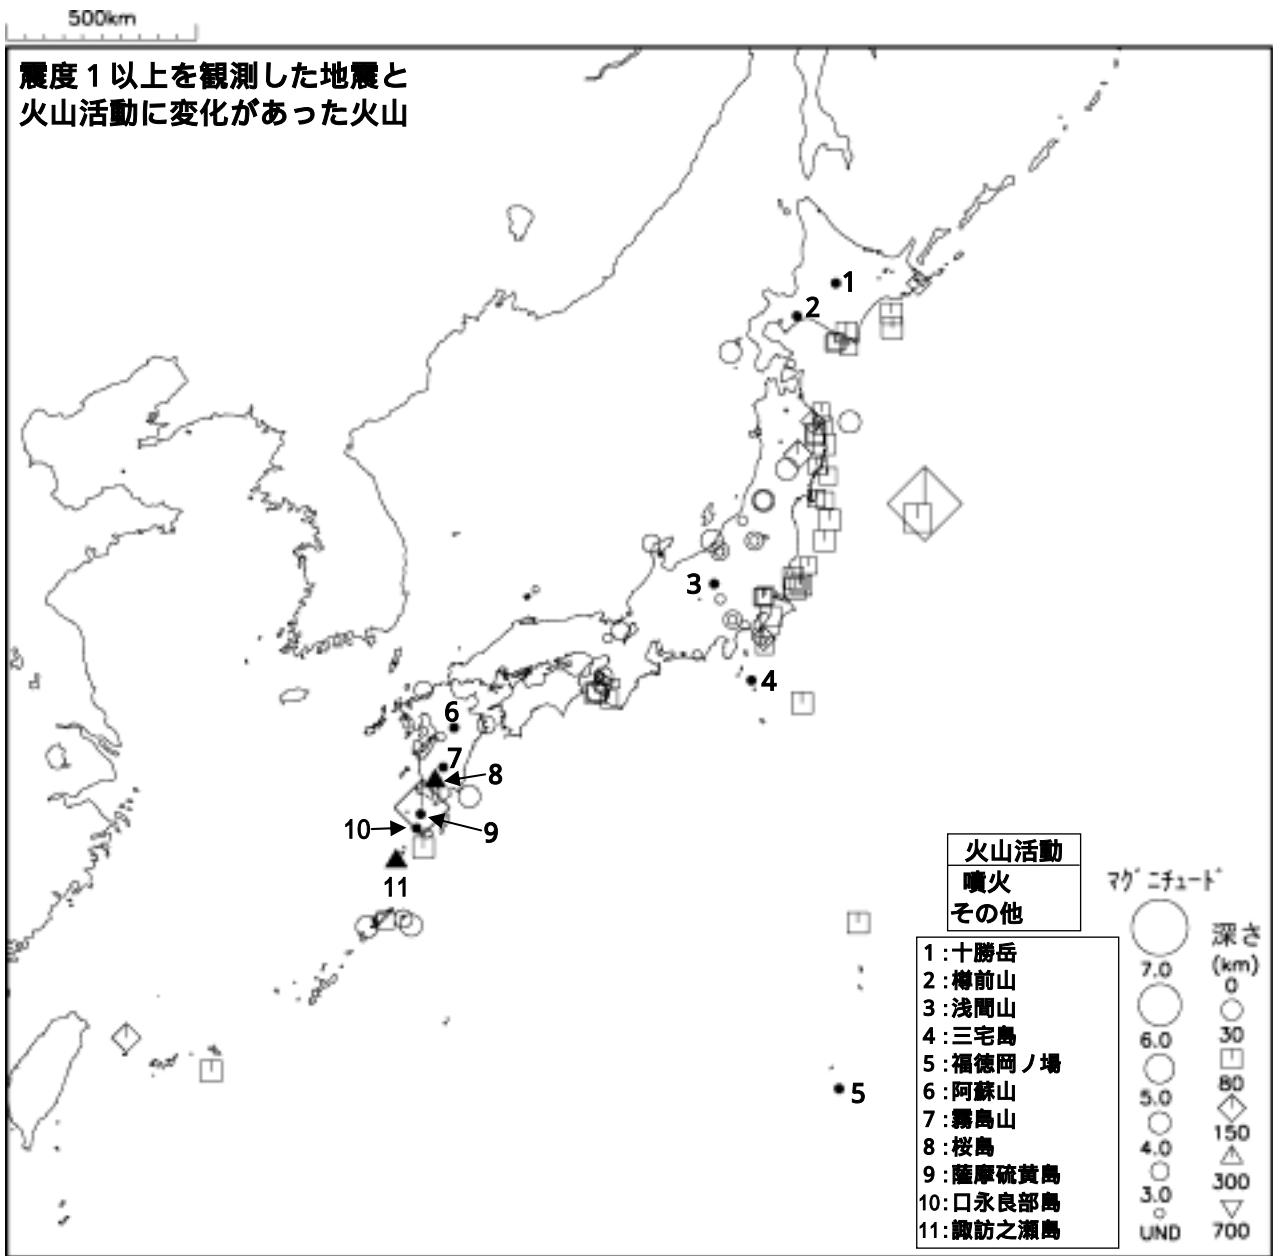 500km
震度１以上を観測した地震と
火山活動に変化があった火山
1
2
3
4
6
7
8
10
9
11
5
火山活動
噴火
その他
1 :十勝岳
2 :樽前山
3 :浅間山
4 :三宅島
5 :福徳岡ノ場
6 :阿蘇山
7 :霧島山
8 :桜島
9 :薩摩硫黄島
10:口永良部島
11:諏訪之瀬島
ﾏｸﾞﾆﾁｭｰﾄﾞ
7.0
6.0
5.0
4.0
3.0
UND
深さ
(km)
0
30
80
150
300
700